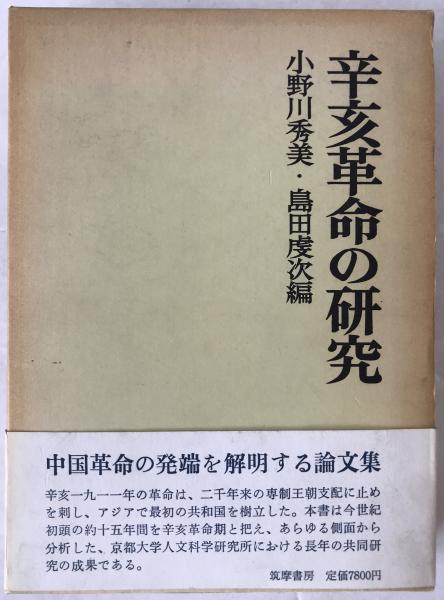 辛亥革命の研究
小野川秀美・島田虔次編
中国革命の発端を解明する論文集
辛亥一九一一年の革命は、二千年来の専制王朝支配に止め
を刺し、アジアで最初の共和国を樹立した。本書は今世紀
初頭の約十五年間を辛亥革命期と把え、あらゆる側面から
分析した、京都大学人文科学研究所における長年の共同研
究の成果である。
筑摩書房 定価7800円